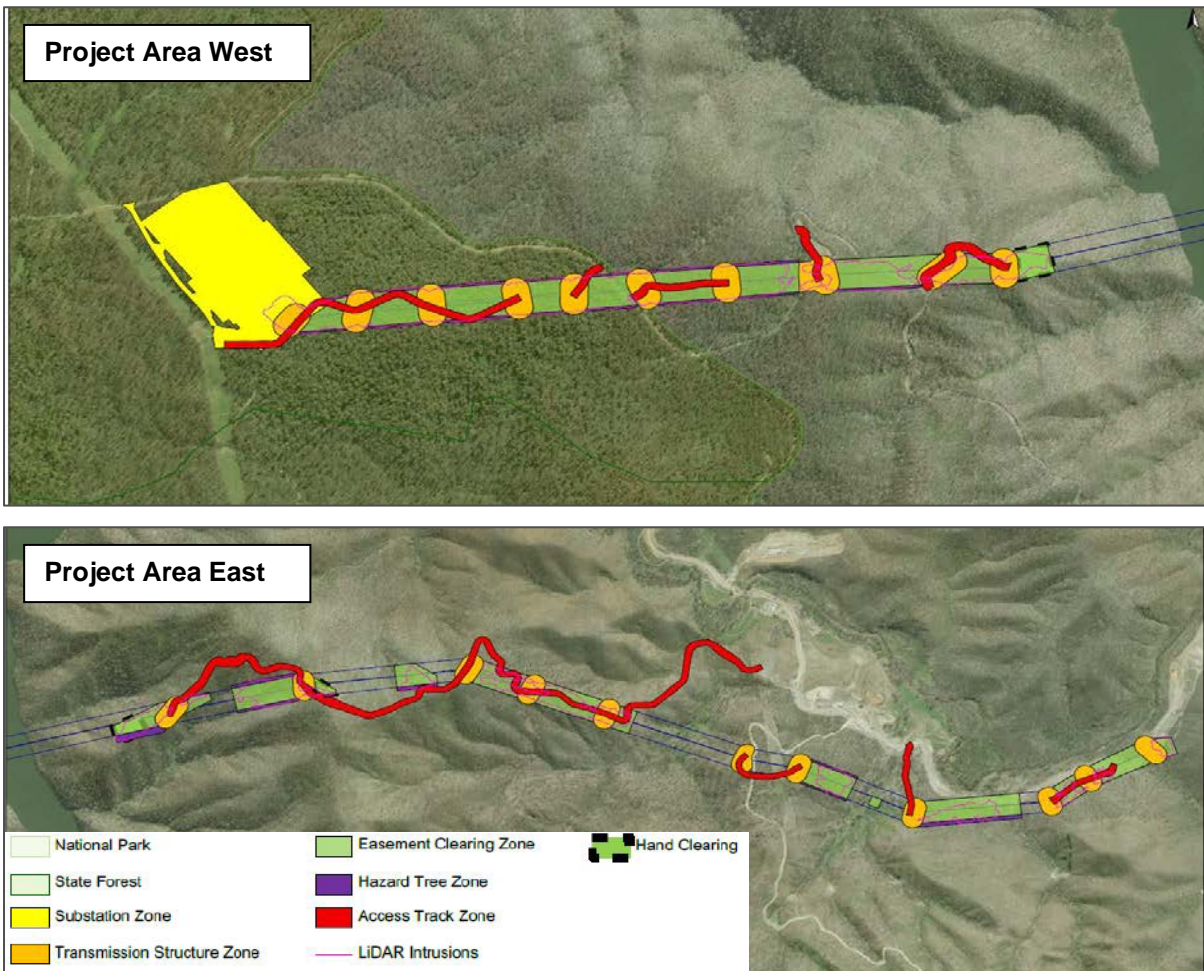 Project Area West
Project Area East
National Park
State Forest
Substation Zone
Transmission Structure Zone
Easement Clearing Zone
Hazard Tree Zone
Access Track Zone
LiDAR Intrusions
Hand Clearing